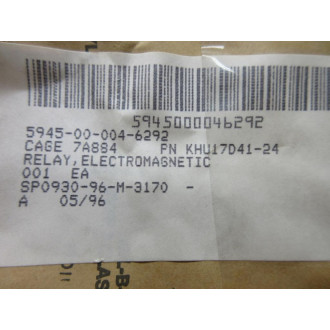 5945000046292
5945-00-004-6292
CAGE 7A884 PN KHU17D41-24
RELAY,ELECTROMAGNETIC
001 EA
SP0930-96-M-3170 -
A 05/96